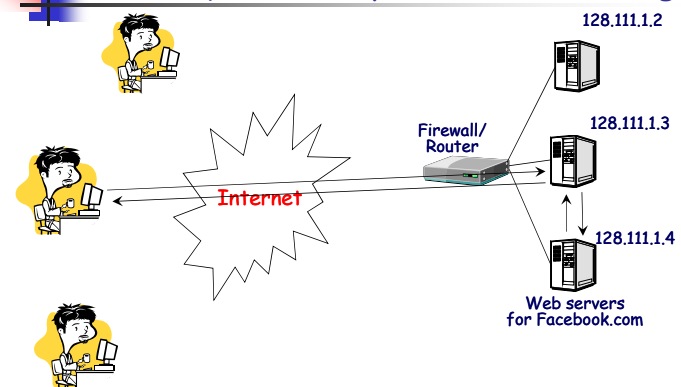 128.111.1.2
128.111.1.3
Firewall/
Router
Internet
128.111.1.4
Web servers
for Facebook.com